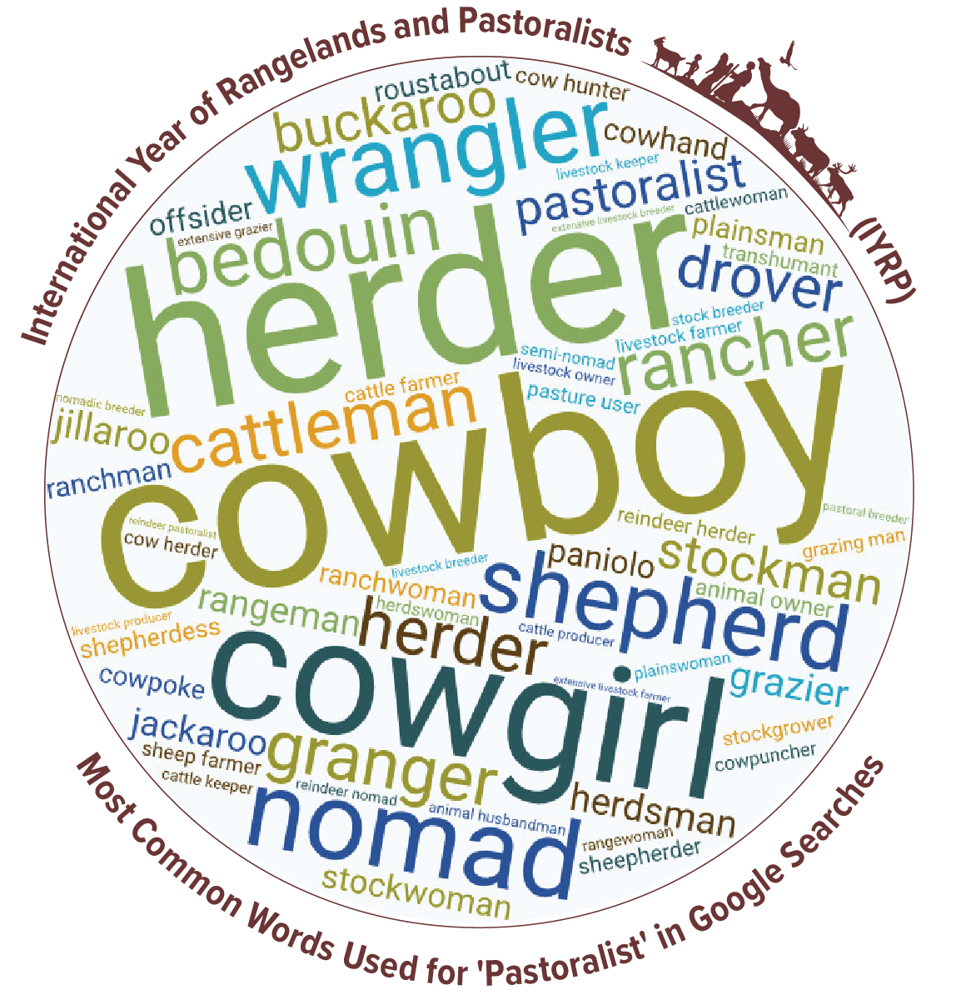 International Year of Rangelands and Pastoralists
(IYRP)
roustabout
cow hunter
buckaroo
wrangler
cowhand
livestock keeper
pastoralist
offsider
cattlewoman
extensive livestock breeder
extensive grazier
bedouin
plainsman
transhumant
herder
drover
stock breeder
livestock farmer
rancher
semi-nomad
livestock owner
cattle farmer
pasture user
nomadic breeder
jillaroo
cattleman
ranchman
cowboy
pastoral breeder
reindeer pastoralist
reindeer herder
cow herder
grazing man
paniolo
stockman
livestock breeder
ranchwoman
shepherd
animal owner
rangeman
herdswoman
herder
cattle producer
livestock producer
shepherdess
plainswoman
cowpoke
cowgirl
grazier
extensive livestock farmer
jackaroo
stockgrower
granger
cowpuncher
sheep farmer
cattle keeper
reindeer nomad
herdsman
animal husbandman
nomad
rangewoman
sheepherder
stockwoman
Most Common Words Used for 'Pastoralist' in Google Searches